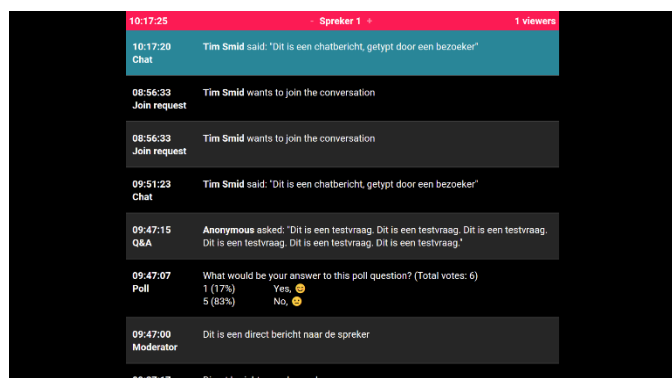 10:17:25 - Spreker 1 + 1 viewers
10:17:20 Tim Smid said: "Dit is een chatbericht, getypt door een bezoeker"
Chat
08:56:33 Tim Smid wants to join the conversation
Join request
08:56:33 Tim Smid wants to join the conversation
Join request
09:51:23 Tim Smid said: "Dit is een chatbericht, getypt door een bezoeker"
Chat
09:47:15 Anonymous asked: "Dit is een testvraag. Dit is een testvraag. Dit is een testvraag.
Q&A Dit is een testvraag. Dit is een testvraag. Dit is een testvraag."
09:47:07 What would be your answer to this poll question? (Total votes: 6)
Poll 1 (17%) Yes, 😊
5 (83%) No, 😟
09:47:00 Dit is een direct bericht naar de spreker
Moderator